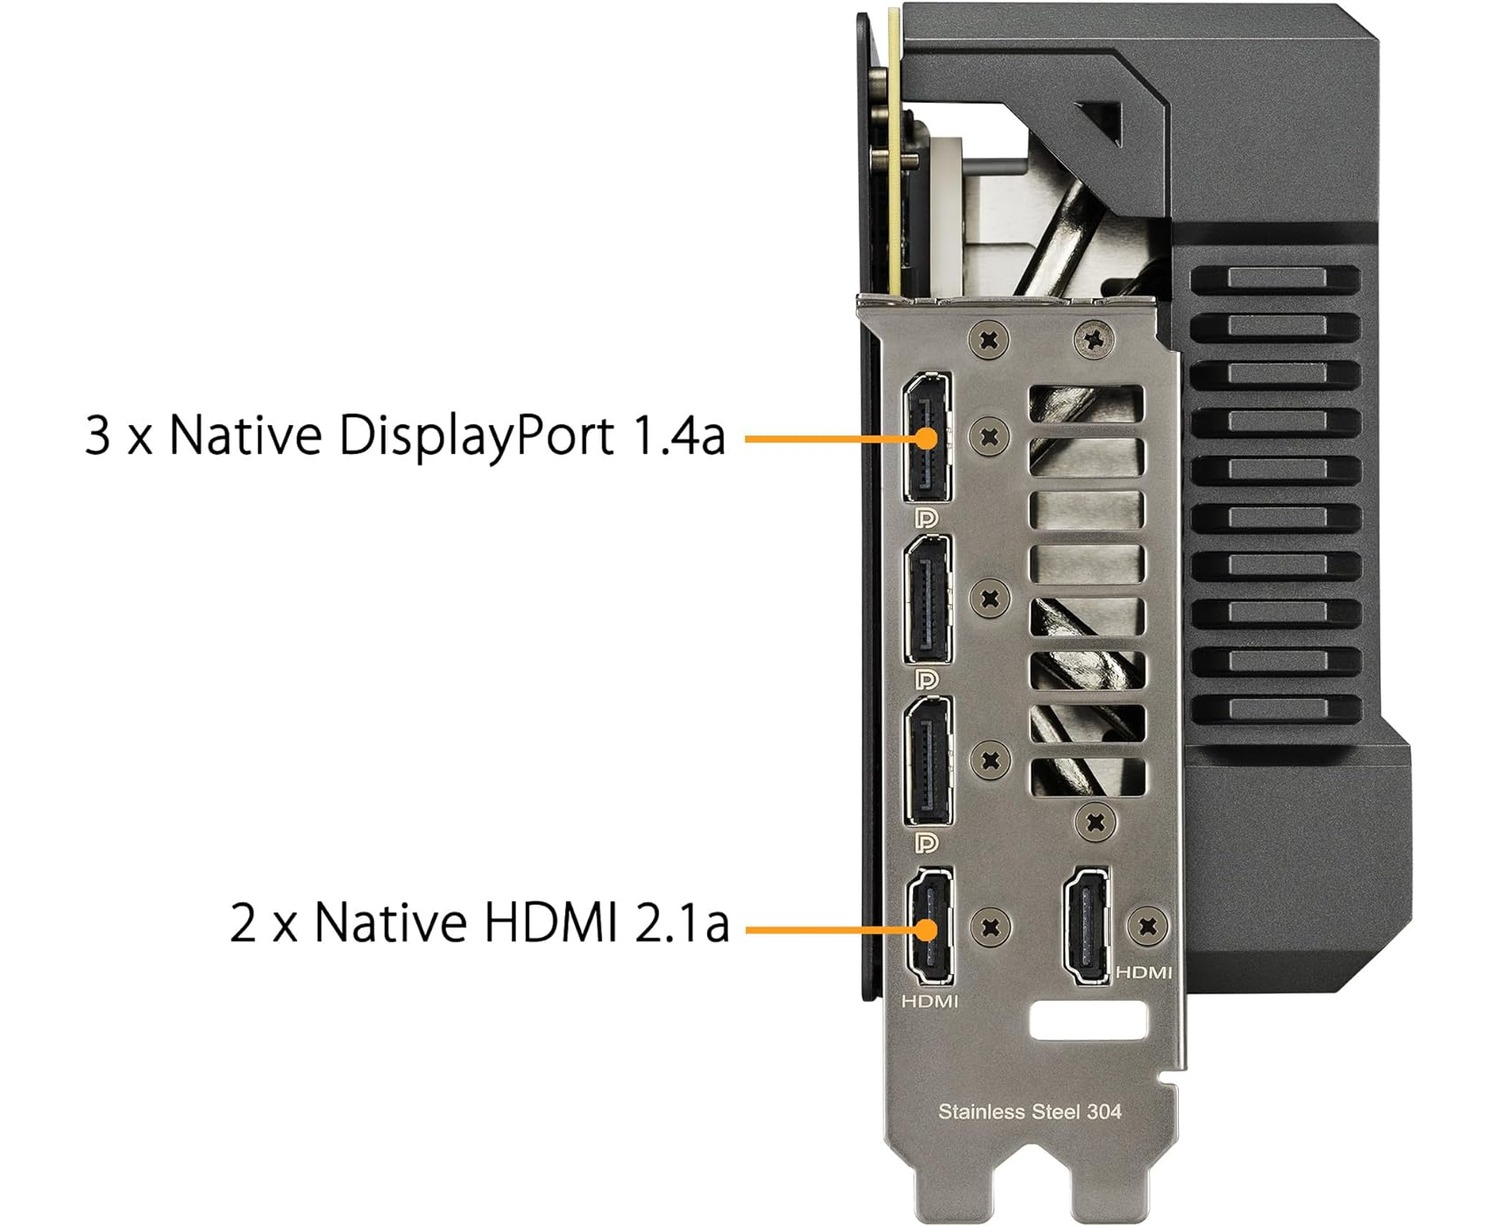 3 x Native DisplayPort 1.4a
2 x Native HDMI 2.1a
HDMI
HDMI
Stainless Steel 304